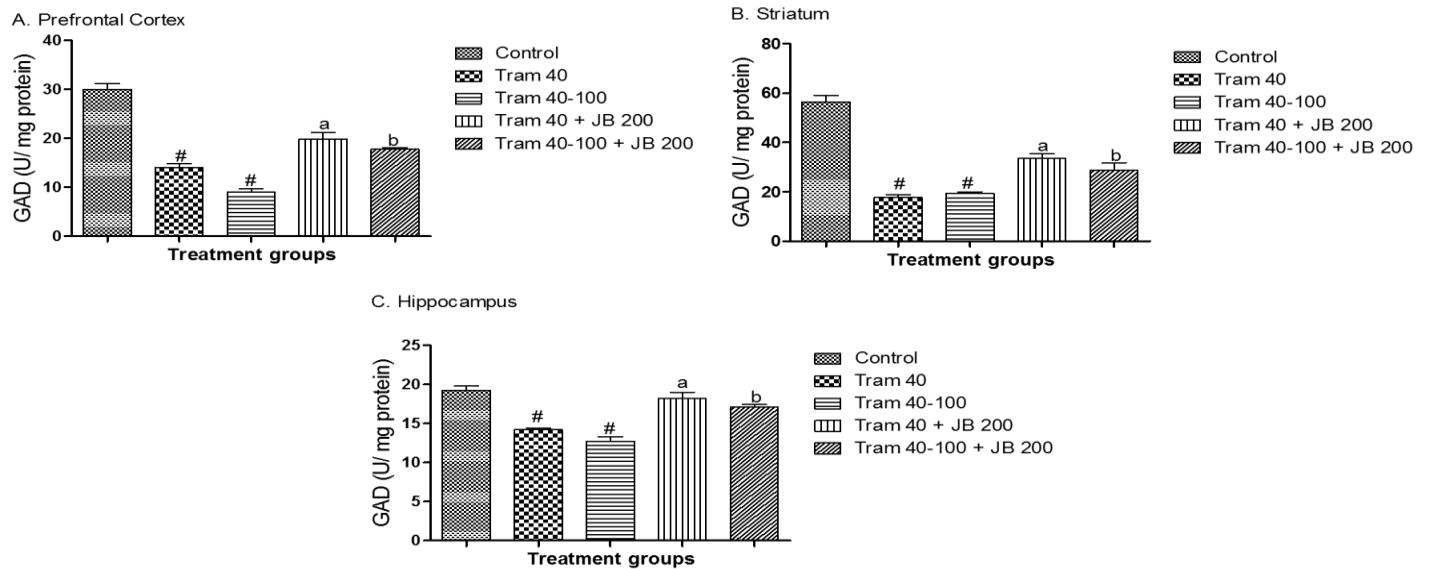 A. Prefrontal Cortex
GAD (U/ mg protein)
40
30
20
10
0
#
#
a
b
Treatment groups
Control
Tram 40
Tram 40-100
Tram 40 + JB 200
Tram 40-100 + JB 200
B. Striatum
GAD (U/ mg protein)
80
60
40
20
0
#
#
a
b
Treatment groups
Control
Tram 40
Tram 40-100
Tram 40 + JB 200
Tram 40-100 + JB 200
C. Hippocampus
GAD (U/ mg protein)
25
20
15
10
5
0
#
#
a
b
Treatment groups
Control
Tram 40
Tram 40-100
Tram 40 + JB 200
Tram 40-100 + JB 200